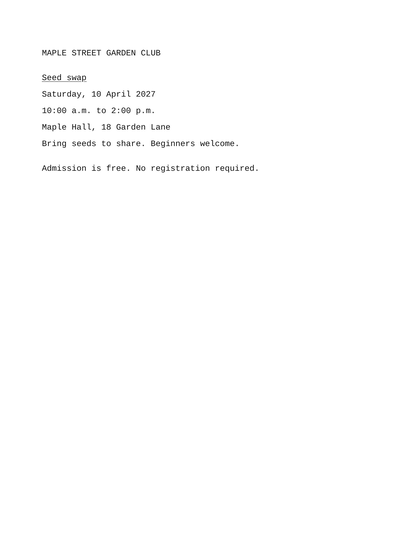 MAPLE STREET GARDEN CLUB
Seed swap
Saturday, 10 April 2027
10:00 a.m. to 2:00 p.m.
Maple Hall, 18 Garden Lane
Bring seeds to share. Beginners welcome.
Admission is free. No registration required.